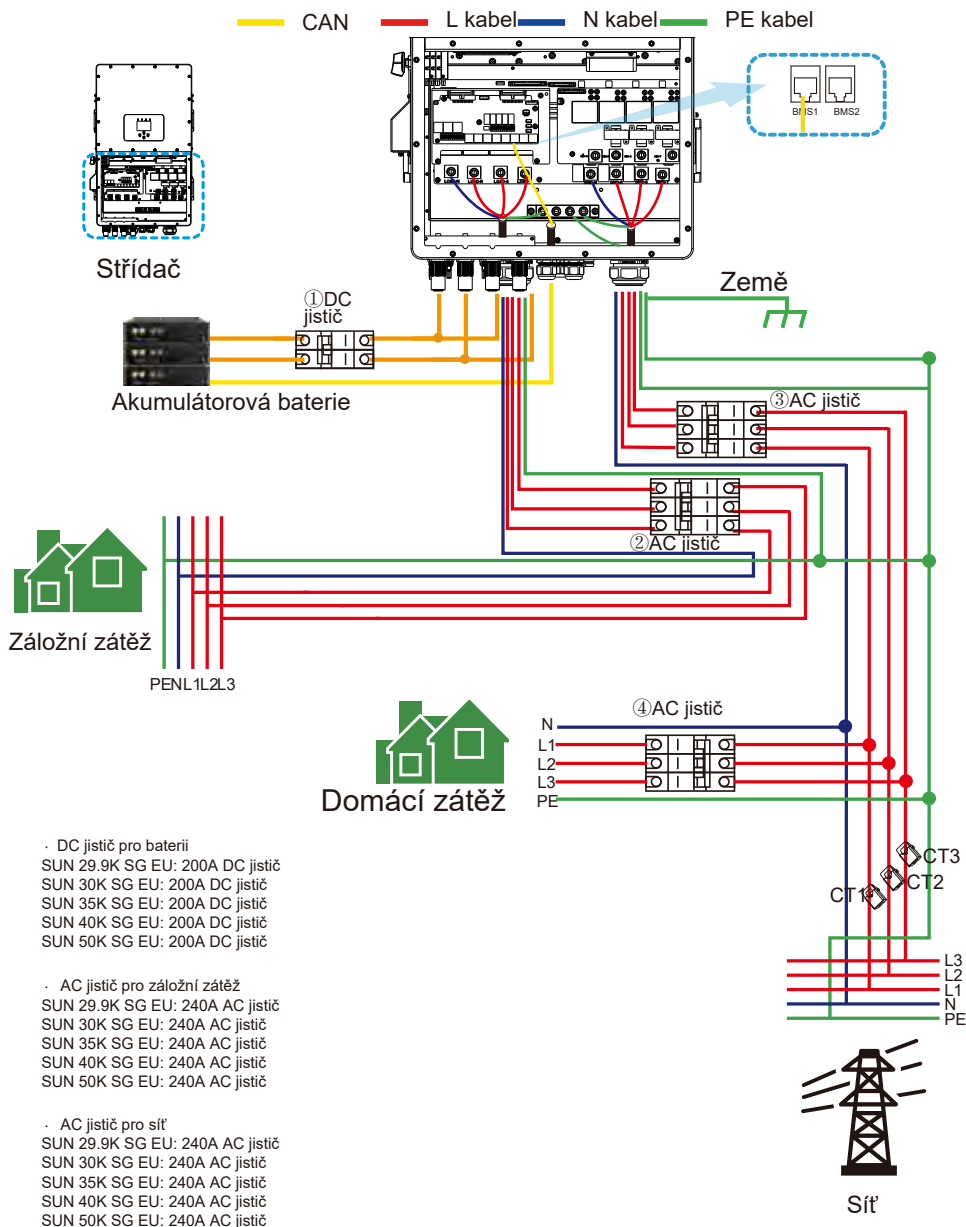 CAN L kabel N kabel PE kabel
BMS1 BMS2
Střídač
①DC
jistič
Země
Akumulátorová baterie
③AC jistič
②AC jistič
Záložní zátěž
PENL1L2L3
④AC jistič
N
L1
L2
L3
PE
Domácí zátěž
CT3
CT2
CT1
L3
L2
L1
N
PE
Síť
· DC jistič pro baterii
SUN 29.9K SG EU: 200A DC jistič
SUN 30K SG EU: 200A DC jistič
SUN 35K SG EU: 200A DC jistič
SUN 40K SG EU: 200A DC jistič
SUN 50K SG EU: 200A DC jistič
· AC jistič pro záložní zátěž
SUN 29.9K SG EU: 240A AC jistič
SUN 30K SG EU: 240A AC jistič
SUN 35K SG EU: 240A AC jistič
SUN 40K SG EU: 240A AC jistič
SUN 50K SG EU: 240A AC jistič
· AC jistič pro síť
SUN 29.9K SG EU: 240A AC jistič
SUN 30K SG EU: 240A AC jistič
SUN 35K SG EU: 240A AC jistič
SUN 40K SG EU: 240A AC jistič
SUN 50K SG EU: 240A AC jistič